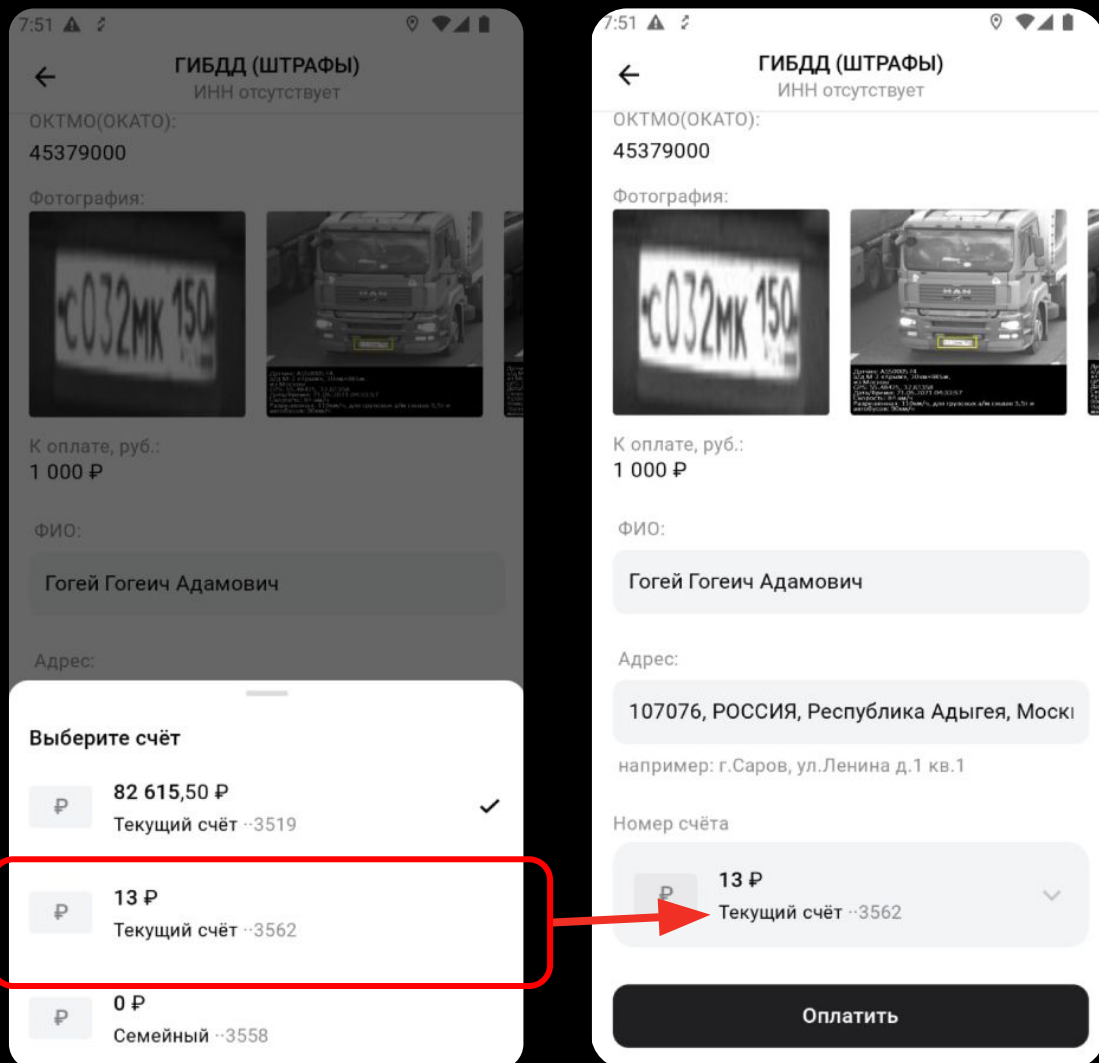 7:51
ГИБДД (ШТРАФЫ)
ИНН отсутствует
ОКТМО(ОКАТО):
45379000
Фотография:
С032МК 150
MAN
К оплате, руб.:
1 000 ₽
ФИО:
Гогей Гогеич Адамович
Адрес:
Выберите счёт
82 615,50 ₽
Текущий счёт ··3519
13 ₽
Текущий счёт ··3562
0 ₽
Семейный ··3558
7:51
ГИБДД (ШТРАФЫ)
ИНН отсутствует
ОКТМО(ОКАТО):
45379000
Фотография:
С032МК 150
MAN
К оплате, руб.:
1 000 ₽
ФИО:
Гогей Гогеич Адамович
Адрес:
107076, РОССИЯ, Республика Адыгея, Моск
например: г.Саров, ул.Ленина д.1 кв.1
Номер счёта
13 ₽
Текущий счёт ··3562
Оплатить